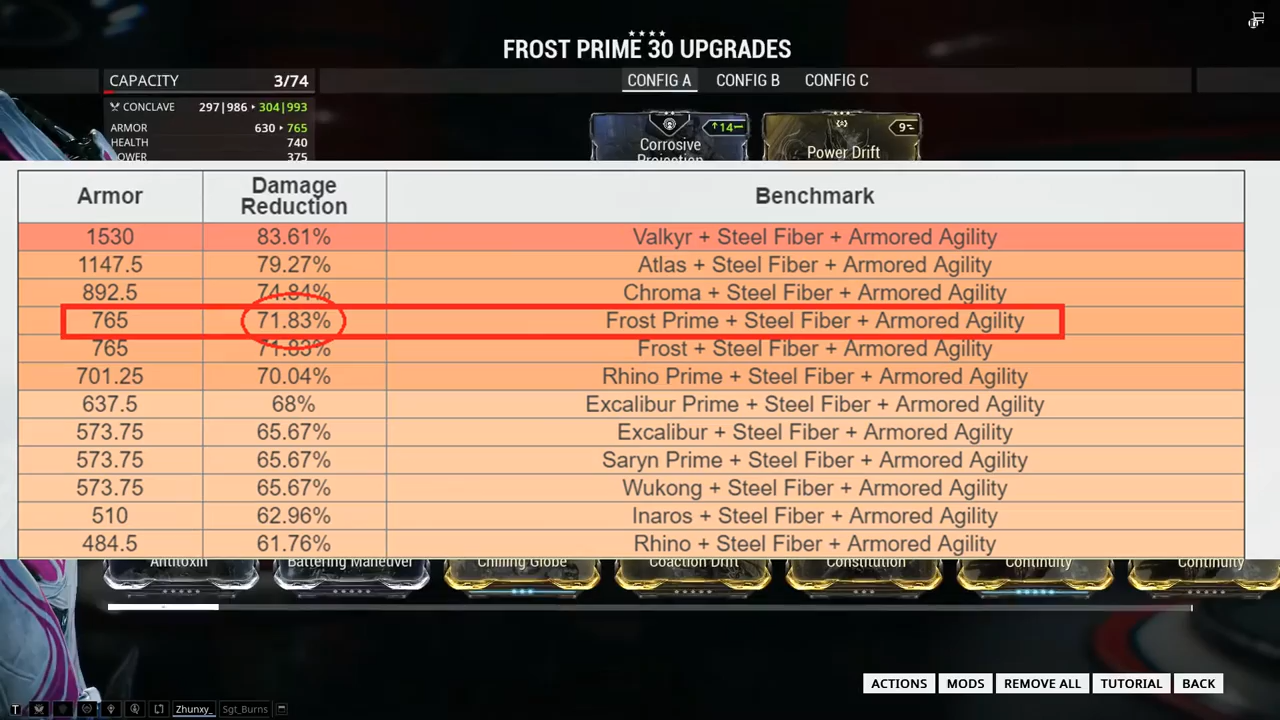 FROST PRIME 30 UPGRADES
CAPACITY 3/74
CONFIG A CONFIG B CONFIG C
CONCLAVE 297|986 ▸ 304|993
ARMOR 630 ▸ 765
HEALTH 740
POWER 375
14
Corrosive
Projection
9
Power Drift
Armor Damage Reduction Benchmark
1530 83.61% Valkyr + Steel Fiber + Armored Agility
1147.5 79.27% Atlas + Steel Fiber + Armored Agility
892.5 74.84% Chroma + Steel Fiber + Armored Agility
765 71.83% Frost Prime + Steel Fiber + Armored Agility
765 71.83% Frost + Steel Fiber + Armored Agility
701.25 70.04% Rhino Prime + Steel Fiber + Armored Agility
637.5 68% Excalibur Prime + Steel Fiber + Armored Agility
573.75 65.67% Excalibur + Steel Fiber + Armored Agility
573.75 65.67% Saryn Prime + Steel Fiber + Armored Agility
573.75 65.67% Wukong + Steel Fiber + Armored Agility
510 62.96% Inaros + Steel Fiber + Armored Agility
484.5 61.76% Rhino + Steel Fiber + Armored Agility
Antitoxin Battering Maneuver Chilling Globe Coaction Drift Constitution Continuity Continuity
ACTIONS MODS REMOVE ALL TUTORIAL BACK
T Zhunxy_ Sgt_Burns